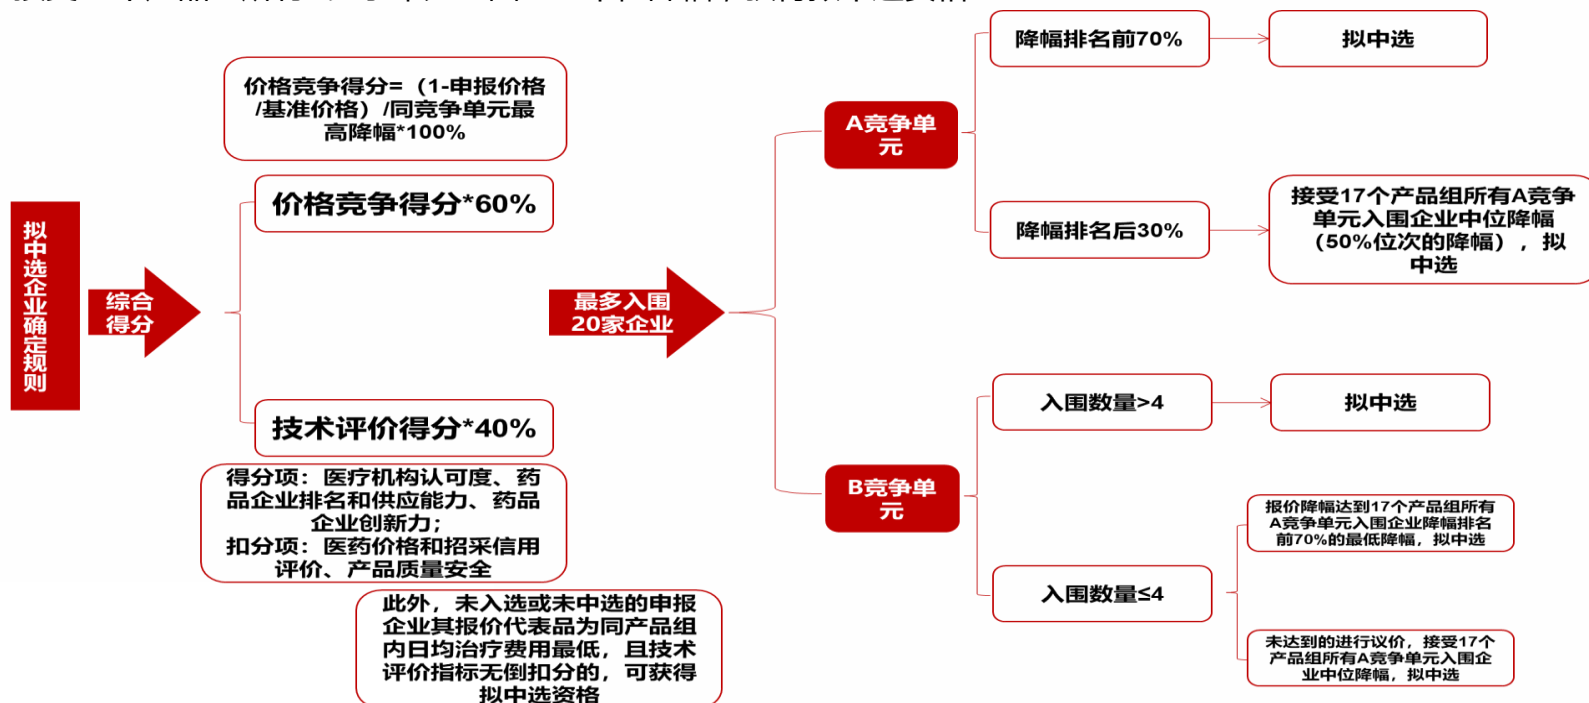 拟中选企业确定规则
综合
得分
价格竞争得分=（1-申报价格
/基准价格）/同竞争单元最
高降幅*100%
价格竞争得分*60%
技术评价得分*40%
得分项：医疗机构认可度、药
品企业排名和供应能力、药品
企业创新力；
扣分项：医药价格和招采信用
评价、产品质量安全
此外，未入选或未中选的申报
企业其报价代表品为同产品组
内日均治疗费用最低，且技术
评价指标无倒扣分的，可获得
拟中选资格
最多入围
20家企业
A竞争单
元
降幅排名前70%
拟中选
降幅排名后30%
接受17个产品组所有A竞争
单元入围企业中位降幅
（50%位次的降幅），拟
中选
B竞争单
元
入围数量>4
拟中选
入围数量≤4
报价降幅达到17个产品组所有
A竞争单元入围企业降幅排名
前70%的最低降幅，拟中选
未达到的进行议价，接受17个
产品组所有A竞争单元入围企
业中位降幅，拟中选